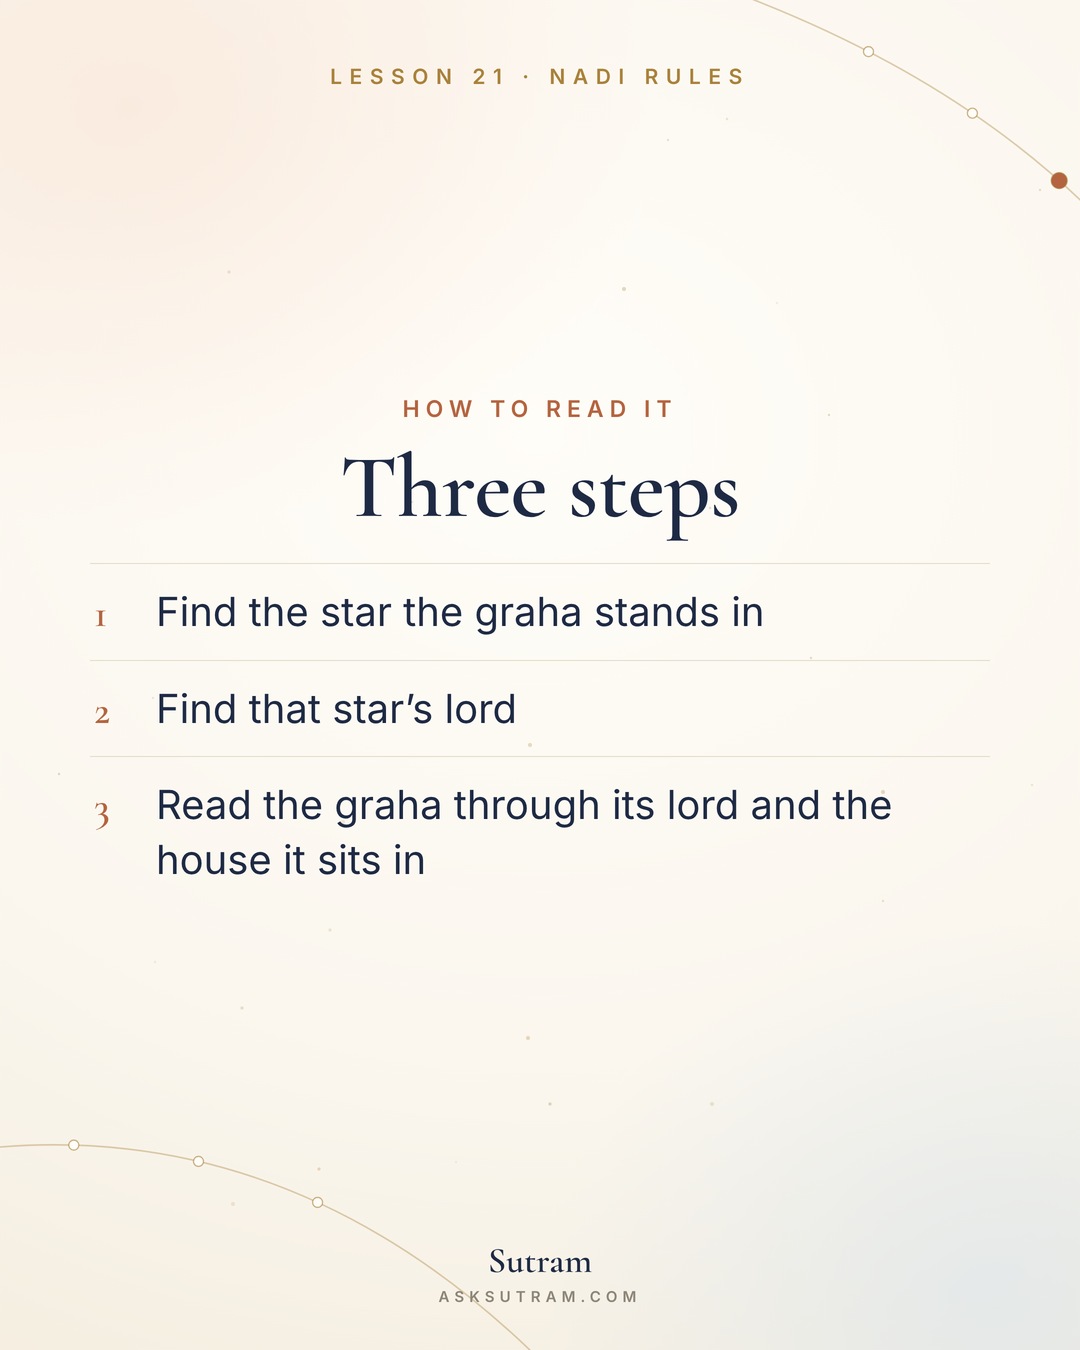 LESSON 21 · NADI RULES
HOW TO READ IT
Three steps
1 Find the star the graha stands in
2 Find that star’s lord
3 Read the graha through its lord and the
house it sits in
Sutram
ASKSUTRAM.COM